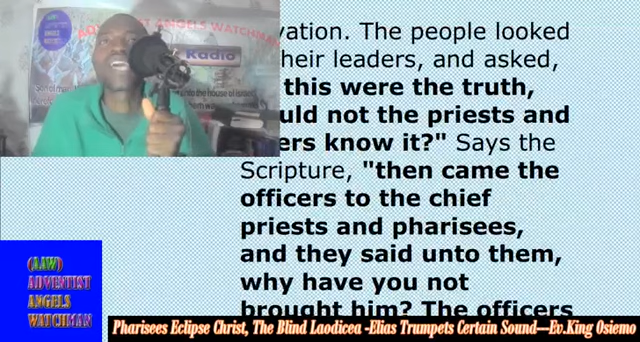 vation. The people looked
heir leaders, and asked,
this were the truth,
uld not the priests and
ers know it?" Says the
Scripture, "then came the
officers to the chief
priests and pharisees,
and they said unto them,
why have you not
brought him? The officers
Radio
(AAW)
ADVENTIST
ANGELS
WATCHMAN
Pharisees Eclipse Christ, The Blind Laodicea -Elias Trumpets Certain Sound—Ev.King Osiemo